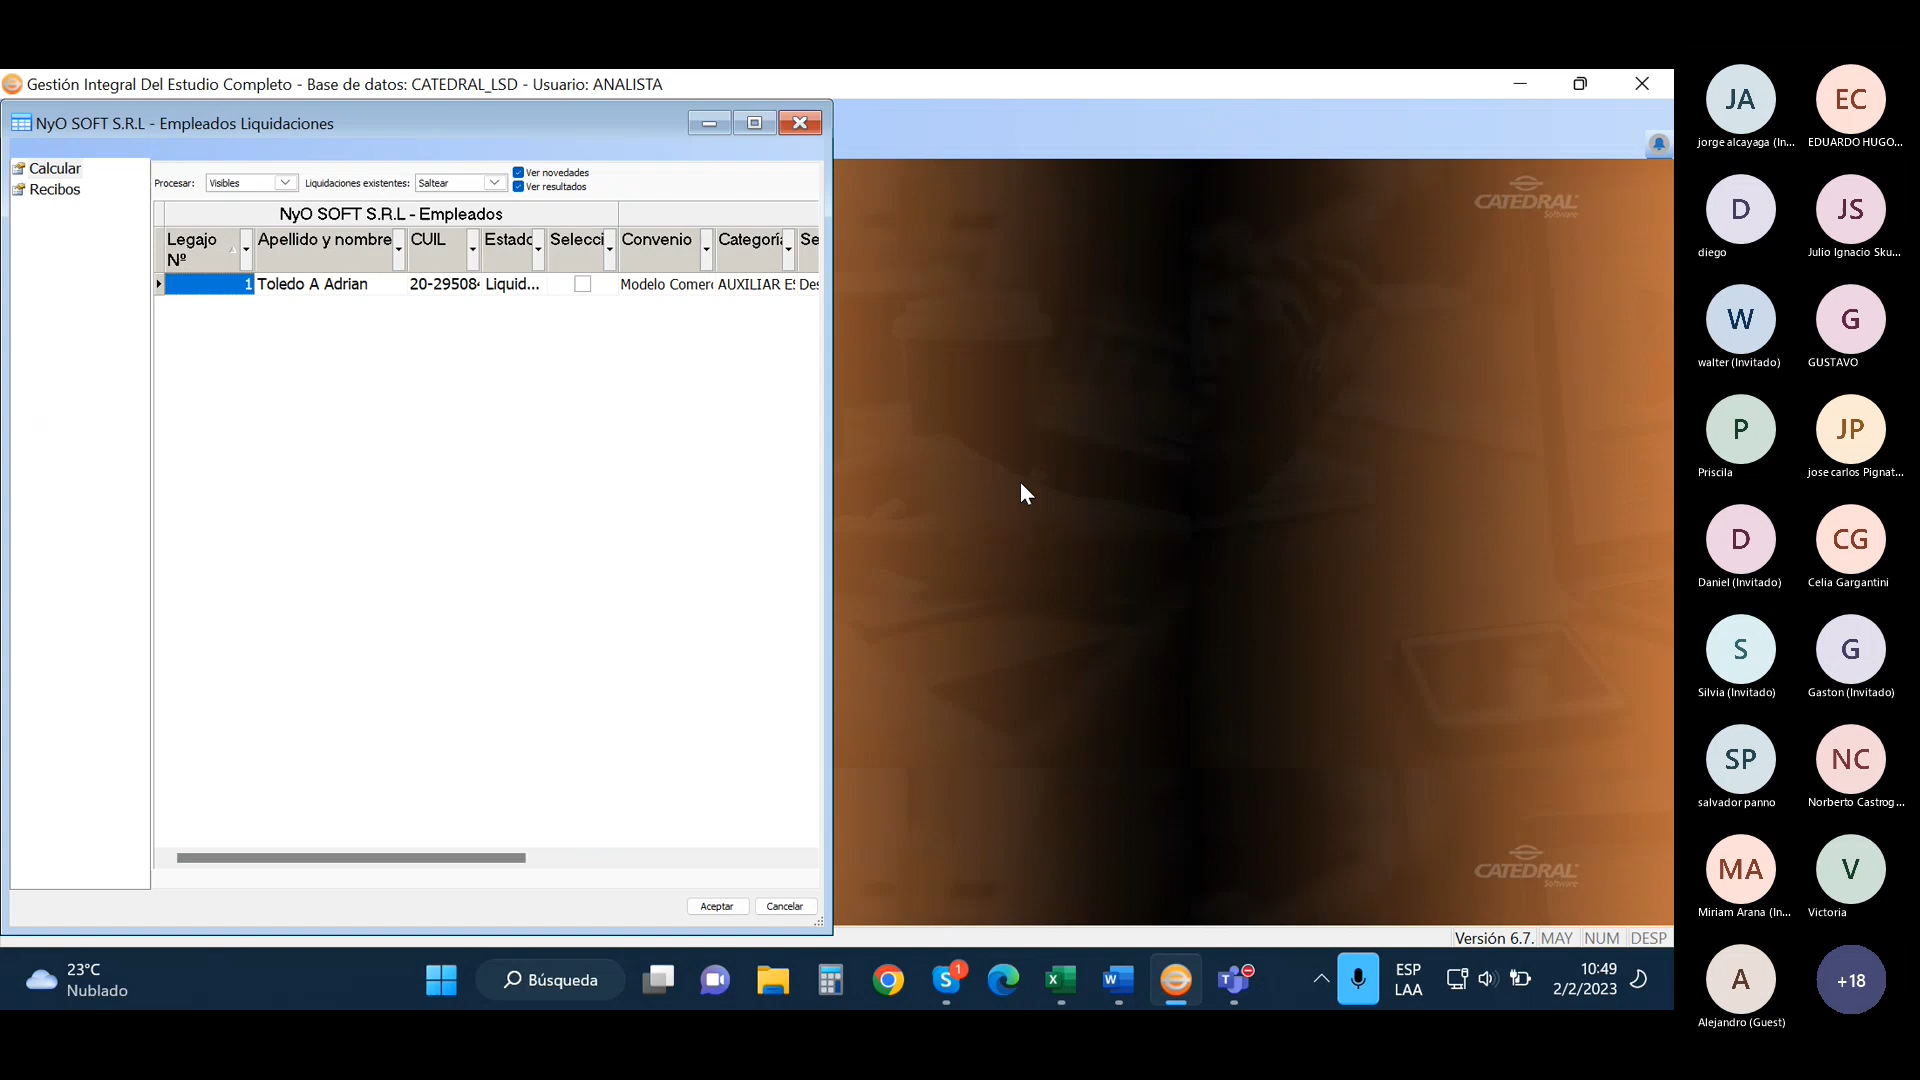 Gestión Integral Del Estudio Completo - Base de datos: CATEDRAL_LSD - Usuario: ANALISTA
NyO SOFT S.R.L - Empleados Liquidaciones
Calcular
Recibos
Procesar: Visibles Liquidaciones existentes: Saltear
Ver novedades
Ver resultados
NyO SOFT S.R.L - Empleados
Legajo Nº Apellido y nombre CUIL Estado Selecci Convenio Categoría Se
1 Toledo A Adrian 20-29508 Liquid... Modelo Comer AUXILIAR E Des
Aceptar Cancelar
CATEDRAL
Software
CATEDRAL
Software
Versión 6.7. MAY NUM DESP
23°C
Nublado
Búsqueda
1
ESP
LAA
10:49
2/2/2023
JA
jorge alcayaga (In...
EC
EDUARDO HUGO...
D
diego
JS
Julio Ignacio Sku...
W
walter (Invitado)
G
GUSTAVO
P
Priscila
JP
jose carlos Pignat...
D
Daniel (Invitado)
CG
Celia Gargantini
S
Silvia (Invitado)
G
Gaston (Invitado)
SP
salvador panno
NC
Norberto Castrog...
MA
Miriam Arana (In...
V
Victoria
A
Alejandro (Guest)
+18